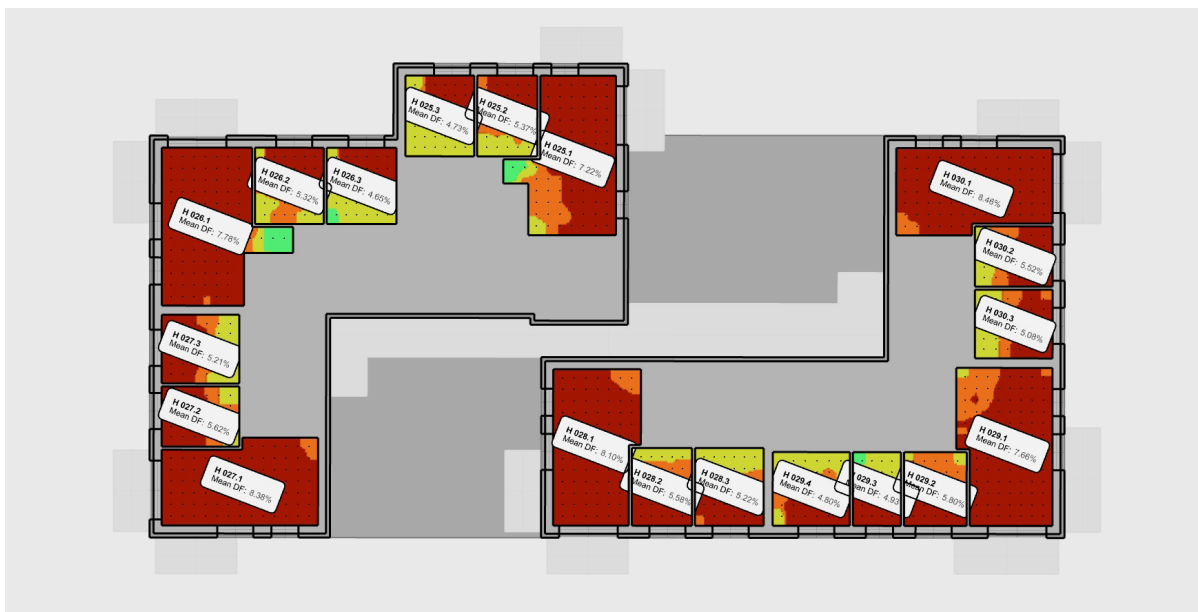 H 025.3
Mean DF: 4.73%
H 025.2
Mean DF: 5.37%
H 025.1
Mean DF: 7.22%
H 026.2
Mean DF: 5.32%
H 026.3
Mean DF: 4.65%
H 026.1
Mean DF: 7.78%
H 030.1
Mean DF: 8.46%
H 030.2
Mean DF: 5.52%
H 030.3
Mean DF: 5.08%
H 027.3
Mean DF: 5.21%
H 027.2
Mean DF: 5.62%
H 027.1
Mean DF: 8.38%
H 028.1
Mean DF: 8.10%
H 028.2
Mean DF: 5.58%
H 028.3
Mean DF: 5.22%
H 029.4
Mean DF: 4.60%
029.3
Mean DF: 4.93
H 029.2
Mean DF: 5.80%
H 029.1
Mean DF: 7.66%